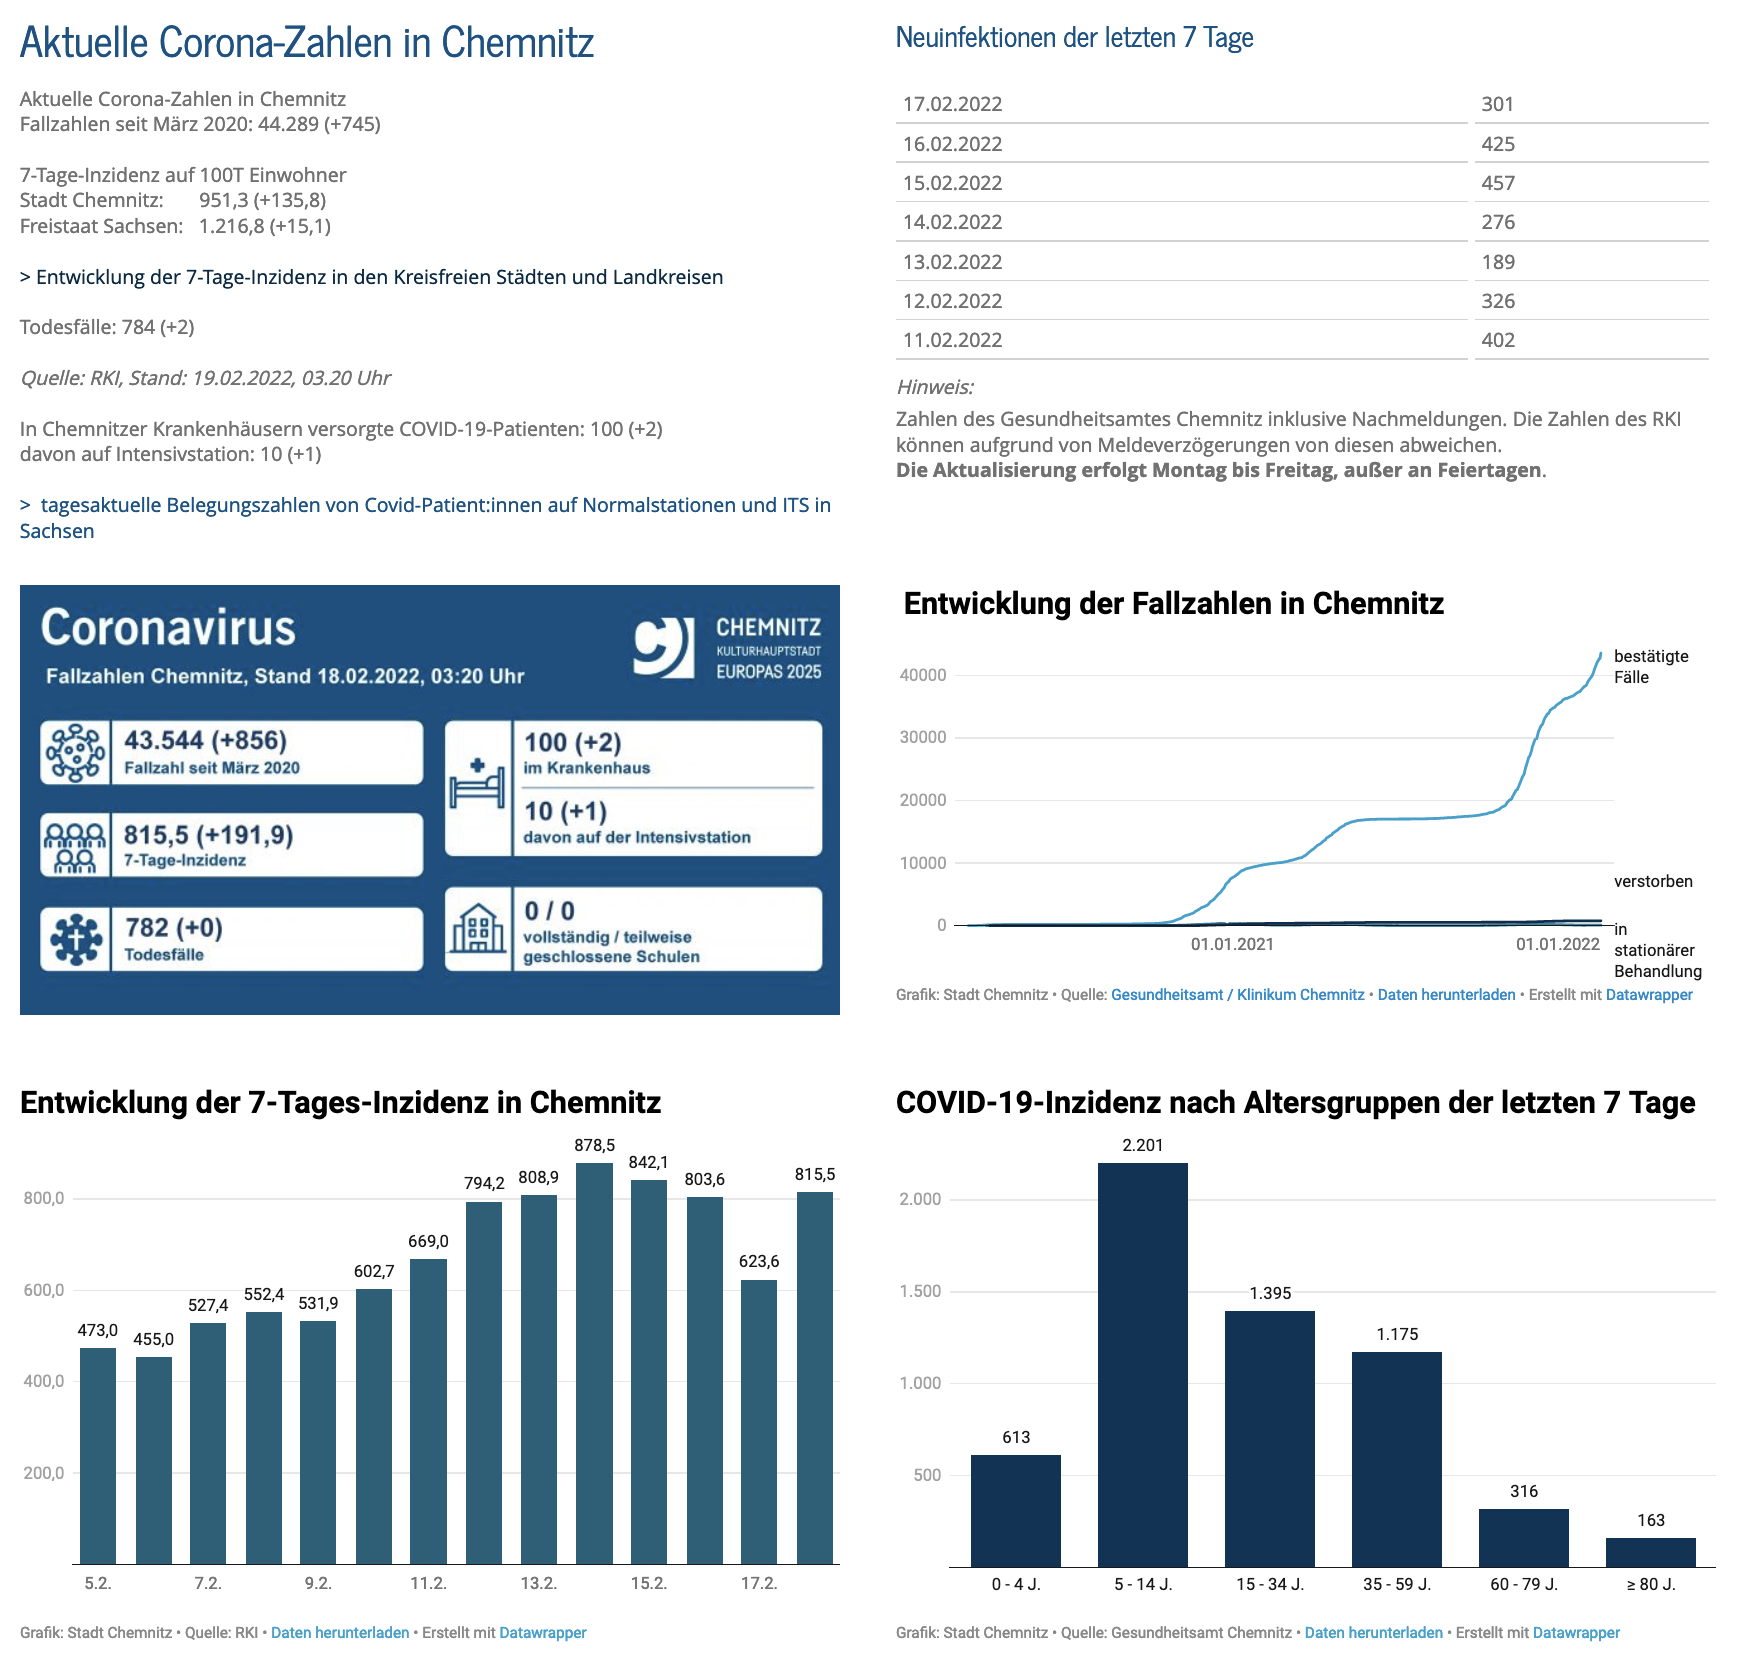 Aktuelle Corona-Zahlen in Chemnitz
Aktuelle Corona-Zahlen in Chemnitz
Fallzahlen seit März 2020: 44.289 (+745)
7-Tage-Inzidenz auf 100T Einwohner
Stadt Chemnitz: 951,3 (+135,8)
Freistaat Sachsen: 1.216,8 (+15,1)
> Entwicklung der 7-Tage-Inzidenz in den Kreisfreien Städten und Landkreisen
Todesfälle: 784 (+2)
Quelle: RKI, Stand: 19.02.2022, 03.20 Uhr
In Chemnitzer Krankenhäusern versorgte COVID-19-Patienten: 100 (+2)
davon auf Intensivstation: 10 (+1)
> tagesaktuelle Belegungszahlen von Covid-Patient:innen auf Normalstationen und ITS in
Sachsen
Neuinfektionen der letzten 7 Tage
17.02.2022 301
16.02.2022 425
15.02.2022 457
14.02.2022 276
13.02.2022 189
12.02.2022 326
11.02.2022 402
Hinweis:
Zahlen des Gesundheitsamtes Chemnitz inklusive Nachmeldungen. Die Zahlen des RKI
können aufgrund von Meldeverzögerungen von diesen abweichen.
Die Aktualisierung erfolgt Montag bis Freitag, außer an Feiertagen.
Coronavirus
Fallzahlen Chemnitz, Stand 18.02.2022, 03:20 Uhr
CHEMNITZ
KULTURHAUPTSTADT
EUROPAS 2025
43.544 (+856)
Fallzahl seit März 2020
815,5 (+191,9)
7-Tage-Inzidenz
782 (+0)
Todesfälle
100 (+2)
im Krankenhaus
10 (+1)
davon auf der Intensivstation
0 / 0
vollständig / teilweise
geschlossene Schulen
Entwicklung der Fallzahlen in Chemnitz
40000
30000
20000
10000
0
01.01.2021 01.01.2022
bestätigte
Fälle
verstorben
in
stationärer
Behandlung
Grafik: Stadt Chemnitz • Quelle: Gesundheitsamt / Klinikum Chemnitz • Daten herunterladen • Erstellt mit Datawrapper
Entwicklung der 7-Tages-Inzidenz in Chemnitz
800,0
600,0
400,0
200,0
473,0 455,0 527,4 552,4 531,9 602,7 669,0 794,2 808,9 878,5 842,1 803,6 623,6 815,5
5.2. 7.2. 9.2. 11.2. 13.2. 15.2. 17.2.
Grafik: Stadt Chemnitz • Quelle: RKI • Daten herunterladen • Erstellt mit Datawrapper
COVID-19-Inzidenz nach Altersgruppen der letzten 7 Tage
2.000
1.500
1.000
500
613 2.201 1.395 1.175 316 163
0 - 4 J. 5 - 14 J. 15 - 34 J. 35 - 59 J. 60 - 79 J. ≥ 80 J.
Grafik: Stadt Chemnitz • Quelle: Gesundheitsamt Chemnitz • Daten herunterladen • Erstellt mit Datawrapper